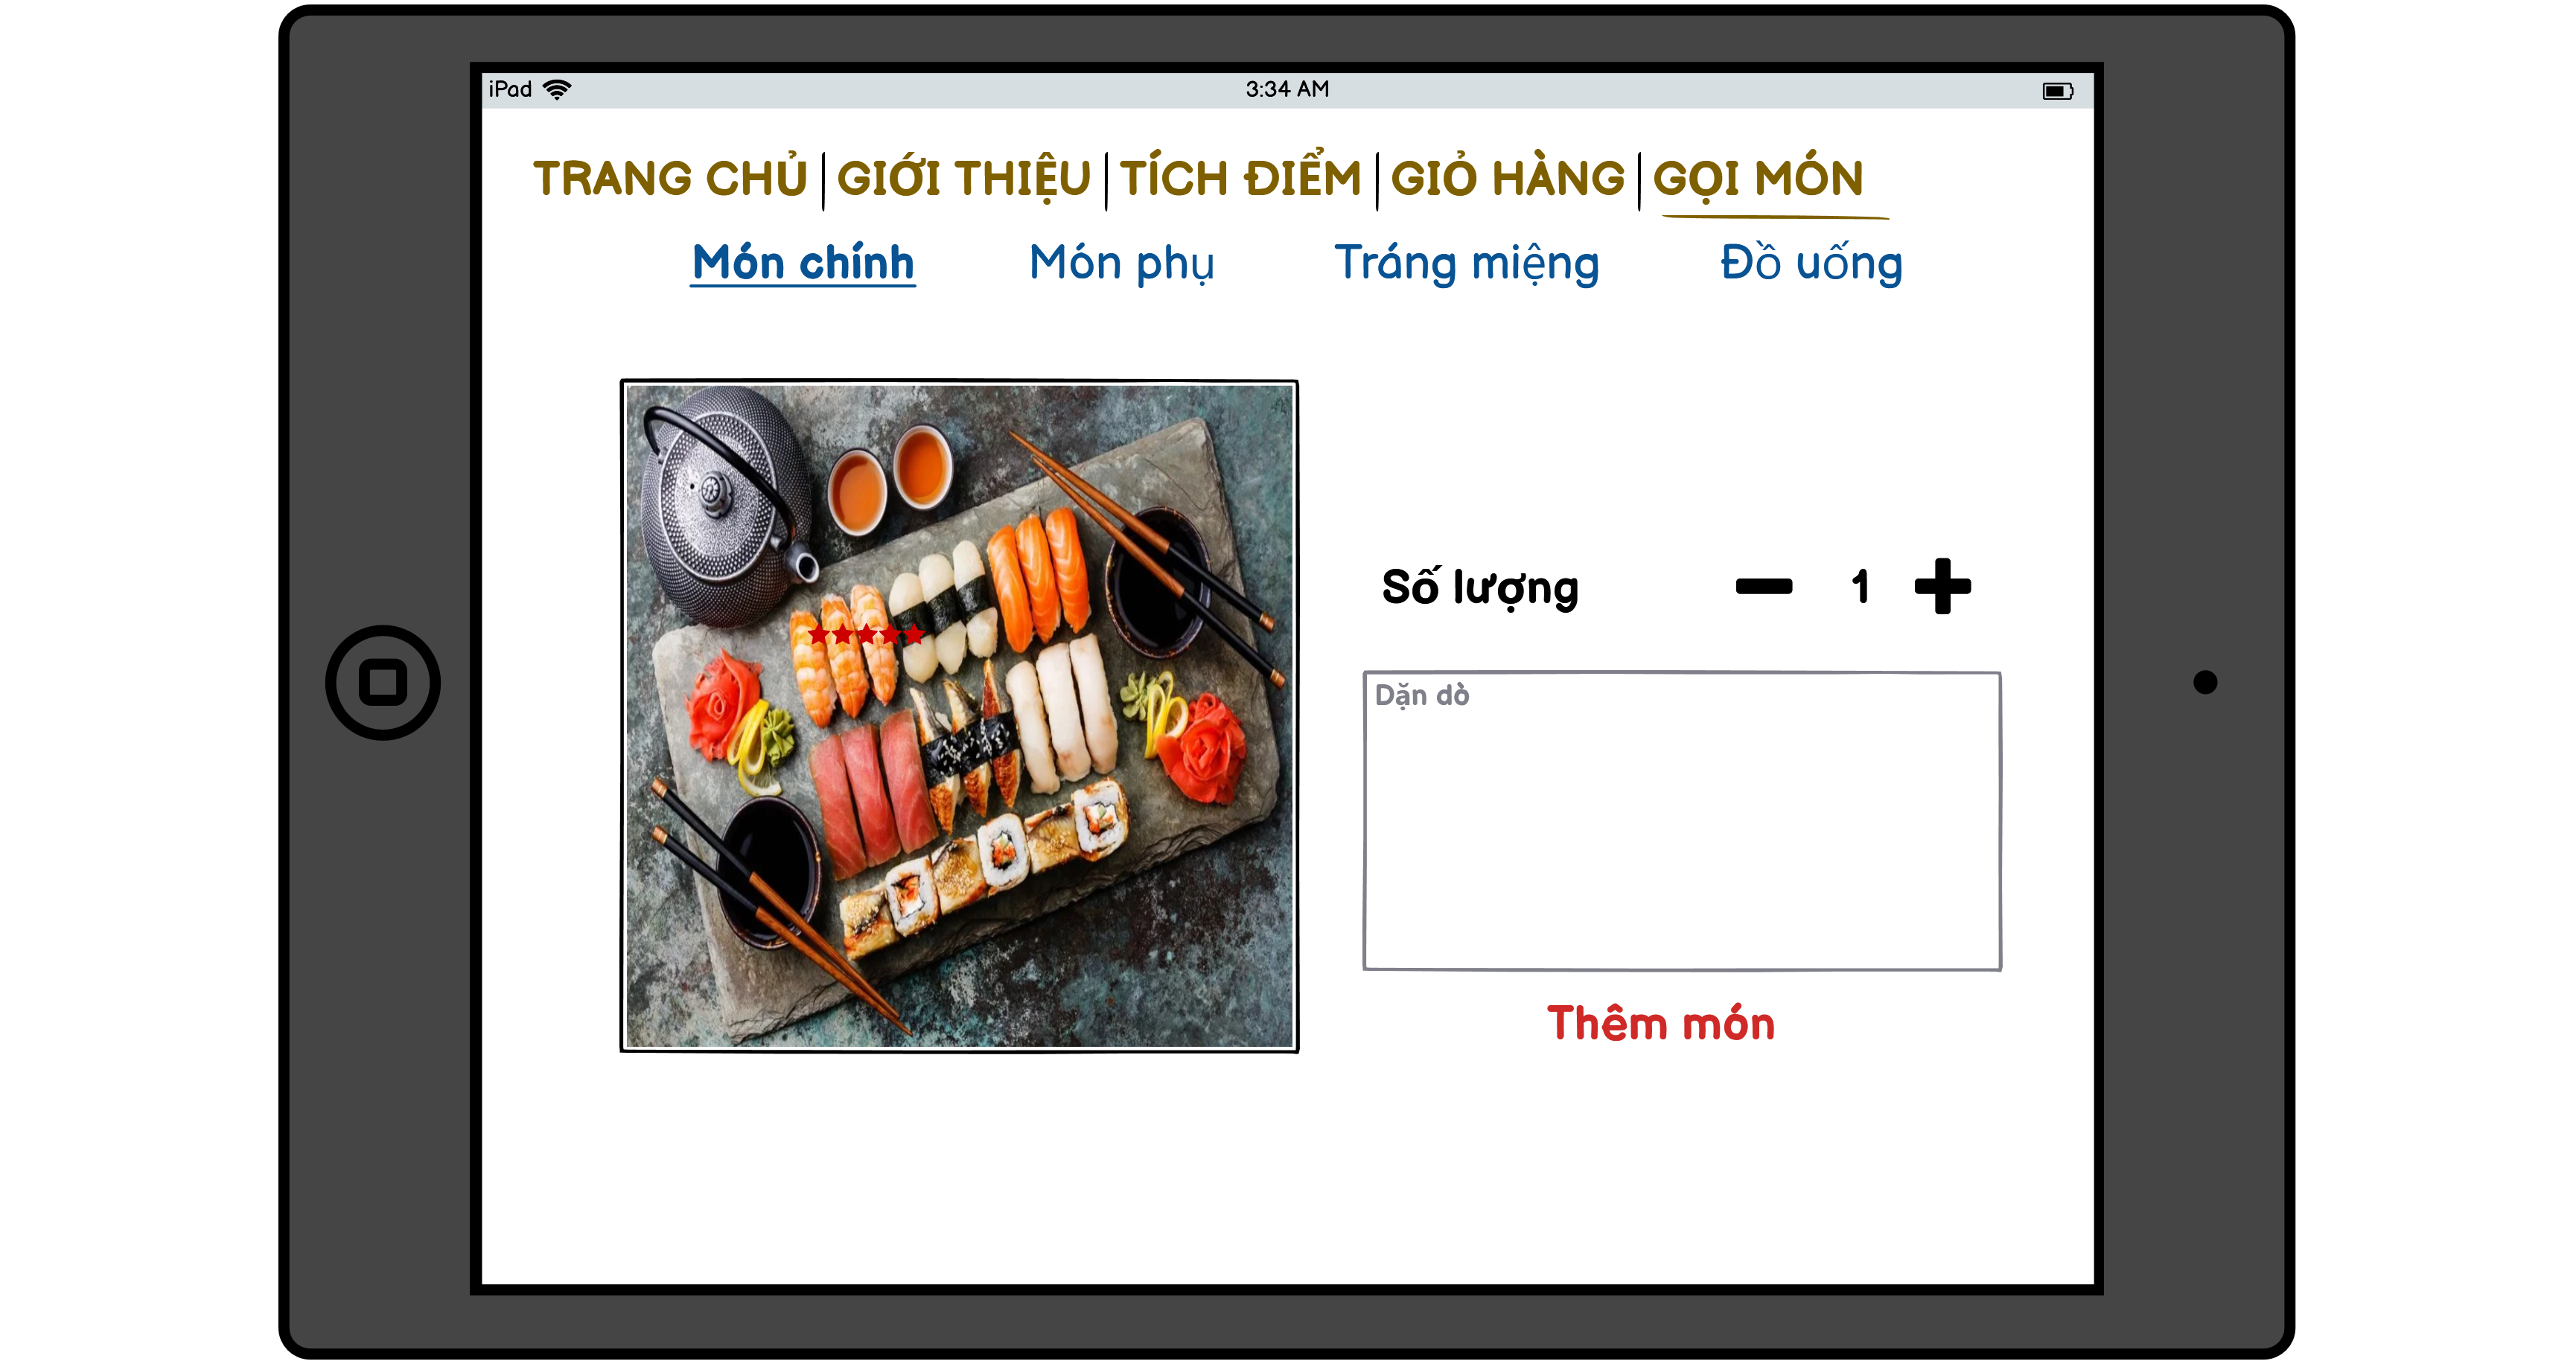 iPad 3:34 AM
TRANG CHỦ GIỚI THIỆU TÍCH ĐIỂM GIỎ HÀNG GỌI MÓN
Món chính Món phụ Tráng miệng Đồ uống
Số lượng 1
Dặn dò
Thêm món